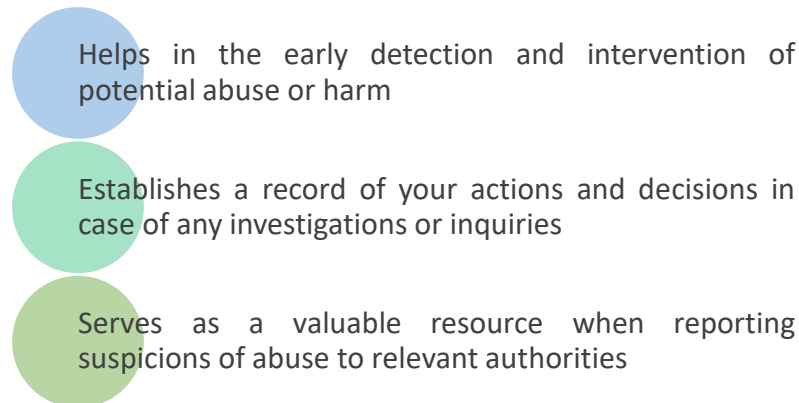 Helps in the early detection and intervention of
potential abuse or harm
Establishes a record of your actions and decisions in
case of any investigations or inquiries
Serves as a valuable resource when reporting
suspicions of abuse to relevant authorities